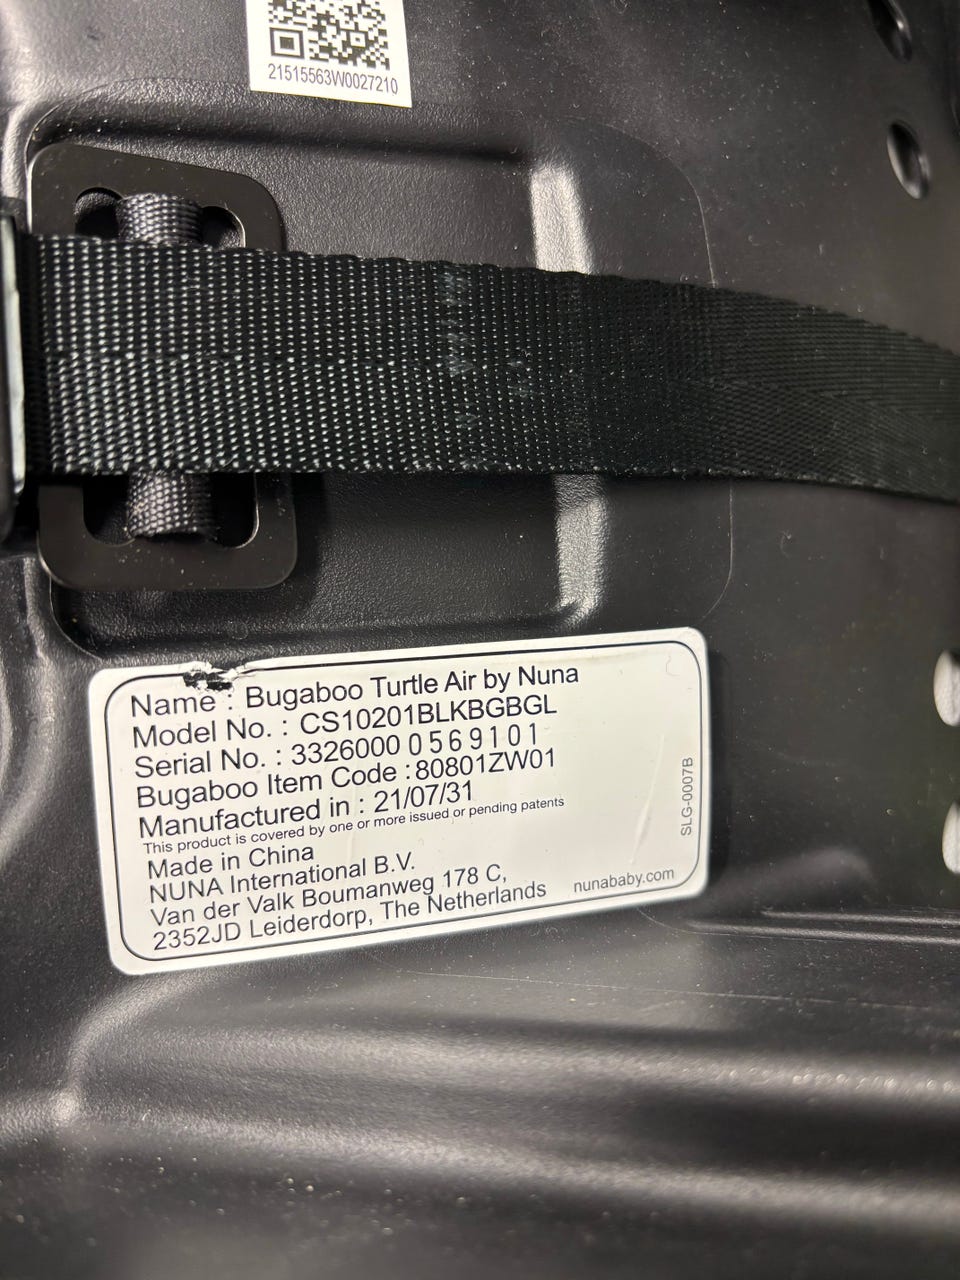 21515563W0027210
Name : Bugaboo Turtle Air by Nuna
Model No. : CS10201BLKBGBGL
Serial No. : 3326000 0569101
Bugaboo Item Code :80801ZW01
Manufactured in : 21/07/31
This product is covered by one or more issued or pending patents
Made in China
NUNA International B.V.
Van der Valk Boumanweg 178 C,
2352JD Leiderdorp, The Netherlands
nunababy.com
SLG-0007B